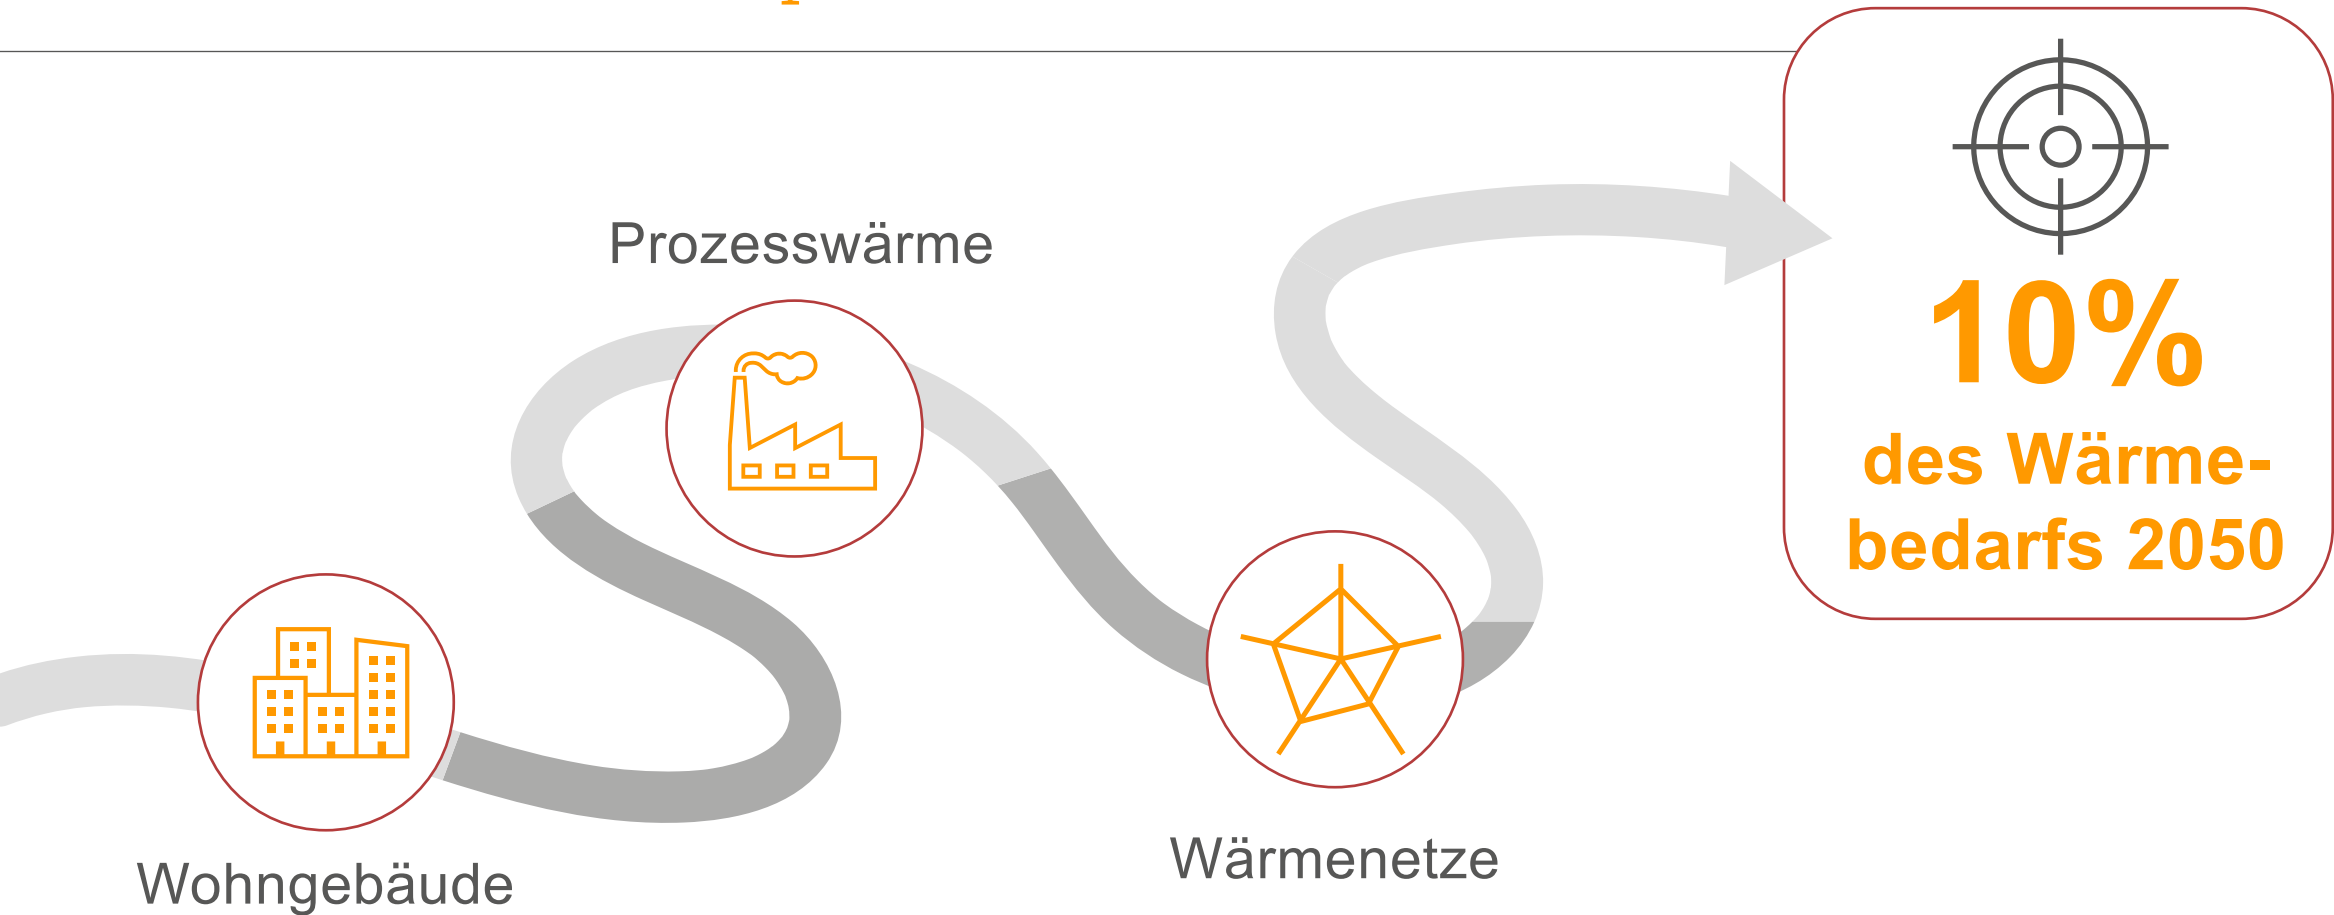 Prozesswärme
10%
des Wärme-
bedarfs 2050
Wärmenetze
Wohngebäude